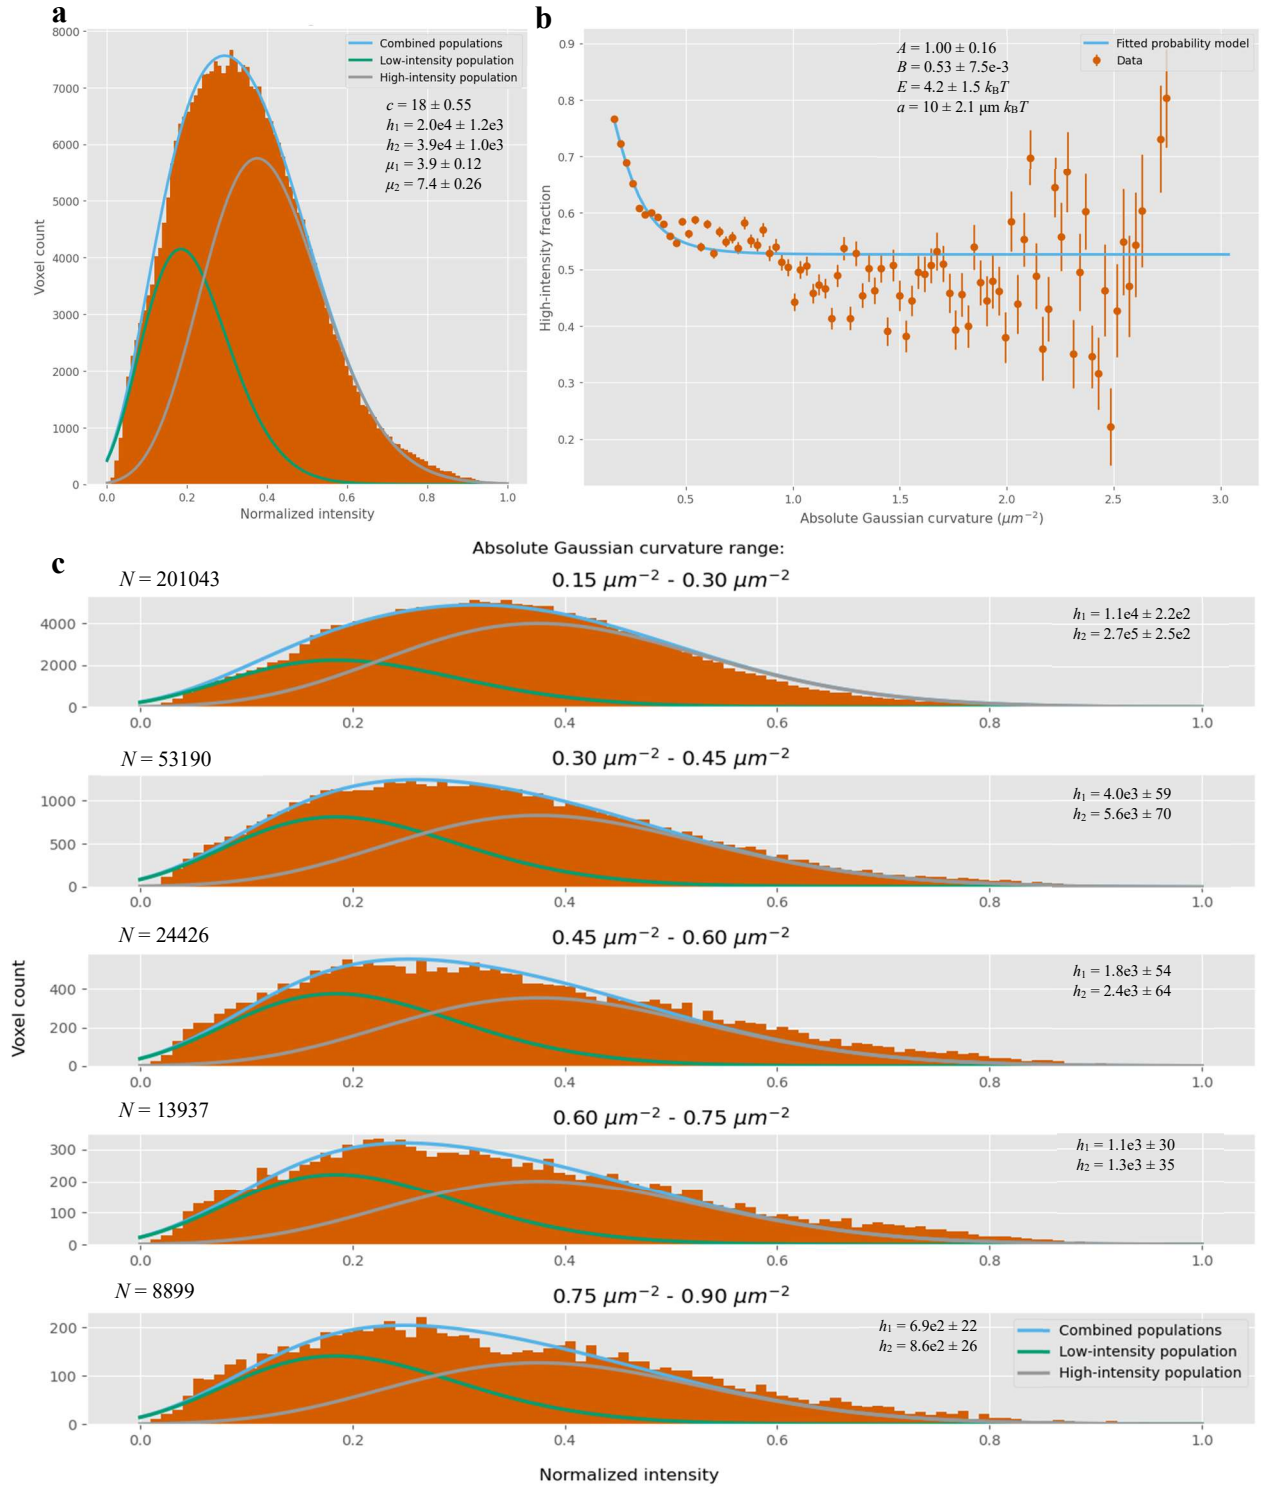 a
8000
7000
6000
5000
4000
3000
2000
1000
0
Voxel count
0.0 0.2 0.4 0.6 0.8 1.0
Normalized intensity
Combined populations
Low-intensity population
High-intensity population
c = 18 ± 0.55
h₁ = 2.0e4 ± 1.2e3
h₂ = 3.9e4 ± 1.0e3
μ₁ = 3.9 ± 0.12
μ₂ = 7.4 ± 0.26
b
0.9
0.8
0.7
0.6
0.5
0.4
0.3
0.2
High-intensity fraction
0.5 1.0 1.5 2.0 2.5 3.0
Absolute Gaussian curvature (μm⁻²)
A = 1.00 ± 0.16
B = 0.53 ± 7.5e-3
E = 4.2 ± 1.5 k_BT
a = 10 ± 2.1 μm k_BT
Fitted probability model
Data
c
Absolute Gaussian curvature range:
N = 201043
0.15 μm⁻² - 0.30 μm⁻²
h₁ = 1.1e4 ± 2.2e2
h₂ = 2.7e5 ± 2.5e2
4000
2000
0
0.0 0.2 0.4 0.6 0.8 1.0
N = 53190
0.30 μm⁻² - 0.45 μm⁻²
h₁ = 4.0e3 ± 59
h₂ = 5.6e3 ± 70
1000
500
0
0.0 0.2 0.4 0.6 0.8 1.0
N = 24426
0.45 μm⁻² - 0.60 μm⁻²
h₁ = 1.8e3 ± 54
h₂ = 2.4e3 ± 64
400
200
0
0.0 0.2 0.4 0.6 0.8 1.0
Voxel count
N = 13937
0.60 μm⁻² - 0.75 μm⁻²
h₁ = 1.1e3 ± 30
h₂ = 1.3e3 ± 35
300
200
100
0
0.0 0.2 0.4 0.6 0.8 1.0
N = 8899
0.75 μm⁻² - 0.90 μm⁻²
h₁ = 6.9e2 ± 22
h₂ = 8.6e2 ± 26
Combined populations
Low-intensity population
High-intensity population
200
100
0
0.0 0.2 0.4 0.6 0.8 1.0
Normalized intensity